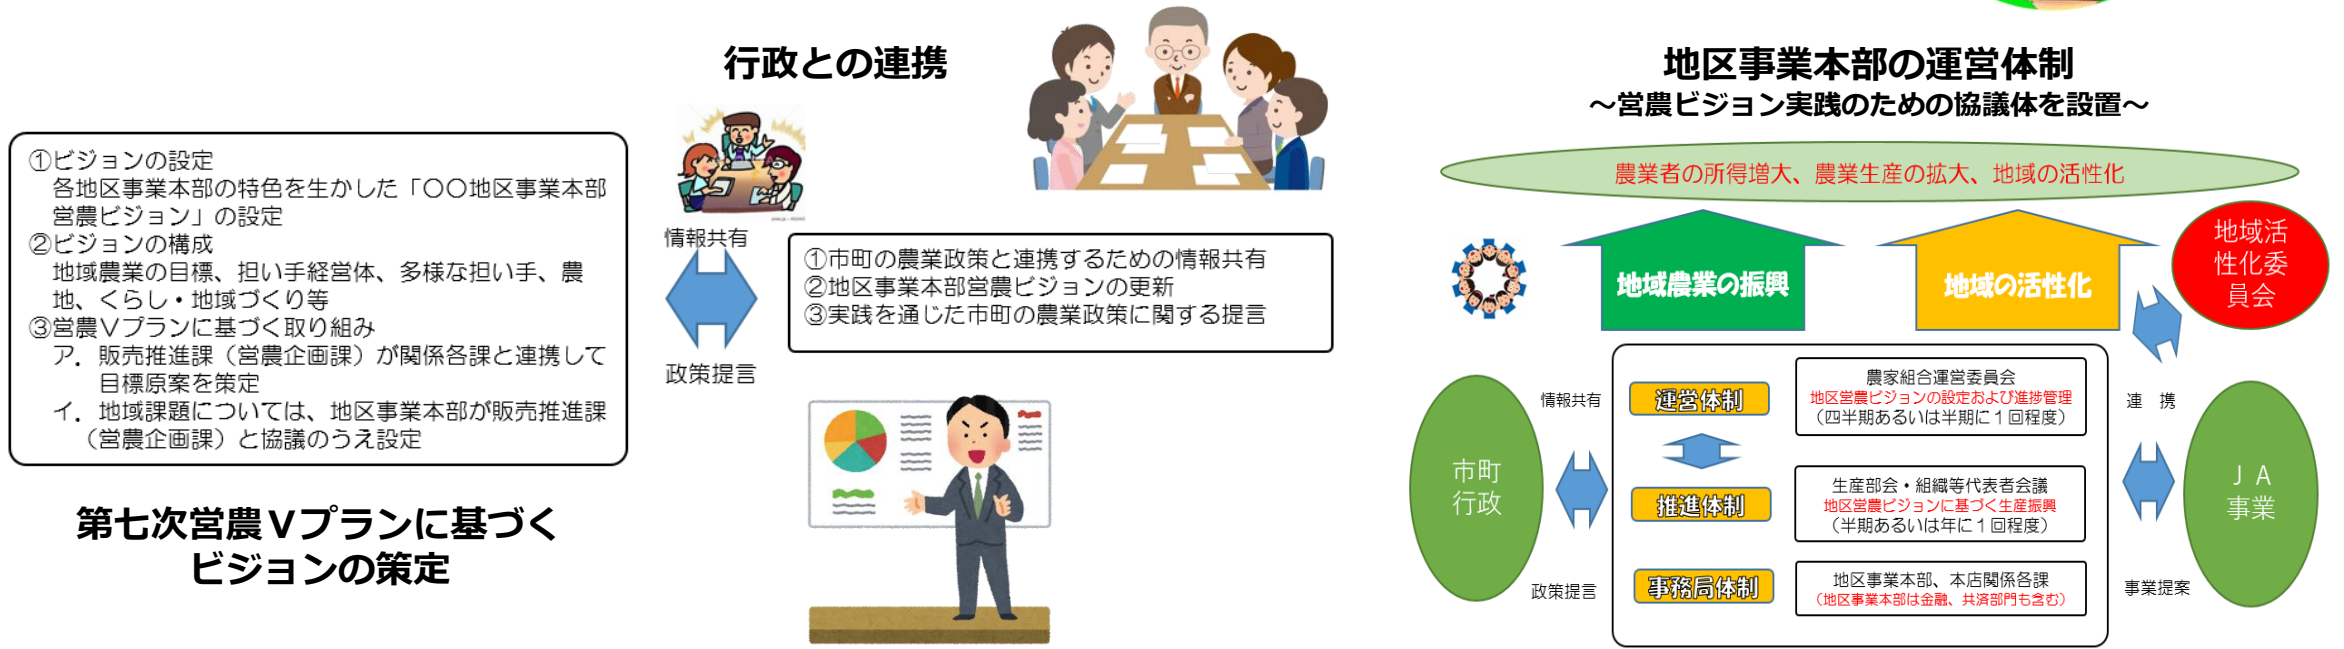 行政との連携
①ビジョンの設定
各地区事業本部の特色を生かした「〇〇地区事業本部
営農ビジョン」の設定
②ビジョンの構成
地域農業の目標、担い手経営体、多様な担い手、農
地、くらし・地域づくり等
③営農Ｖプランに基づく取り組み
ア．販売推進課（営農企画課）が関係各課と連携して
目標原案を策定
イ．地域課題については、地区事業本部が販売推進課
（営農企画課）と協議のうえ設定
第七次営農Ｖプランに基づく
ビジョンの策定
情報共有
政策提言
①市町の農業政策と連携するための情報共有
②地区事業本部営農ビジョンの更新
③実践を通じた市町の農業政策に関する提言
地区事業本部の運営体制
～営農ビジョン実践のための協議体を設置～
農業者の所得増大、農業生産の拡大、地域の活性化
地域農業の振興
地域の活性化
地域活
性化委
員会
市町
行政
情報共有
政策提言
運営体制
農家組合運営委員会
地区営農ビジョンの設定および進捗管理
（四半期あるいは半期に１回程度）
推進体制
生産部会・組織等代表者会議
地区営農ビジョンに基づく生産振興
（半期あるいは年に１回程度）
事務局体制
地区事業本部、本店関係各課
（地区事業本部は金融、共済部門も含む）
連　携
事業提案
ＪＡ
事業